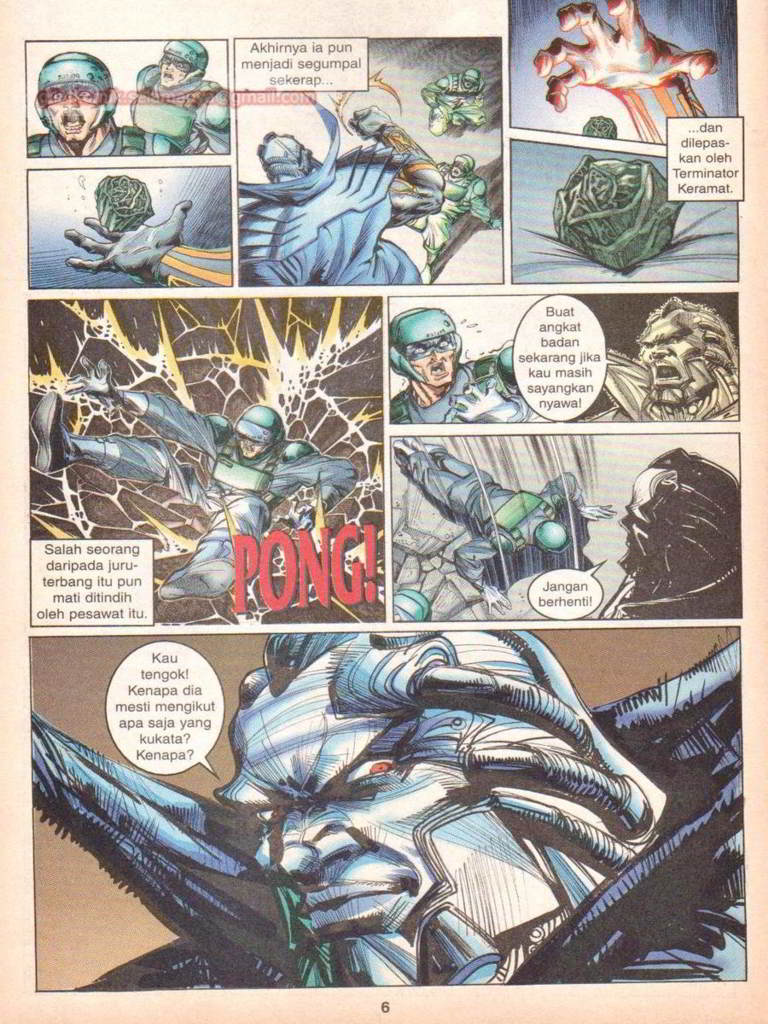 Akhirnya ia pun
menjadi segumpal
sekerap...
...dan
dilepas-
kan oleh
Terminator
Keramat.
Salah seorang
daripada juru-
terbang itu pun
mati ditindih
oleh pesawat itu.
PONG!
Buat
angkat
badan
sekarang jika
kau masih
sayangkan
nyawa!
Jangan
berhenti!
Kau
tengok!
Kenapa dia
mesti mengikut
apa saja yang
kukata?
Kenapa?
6